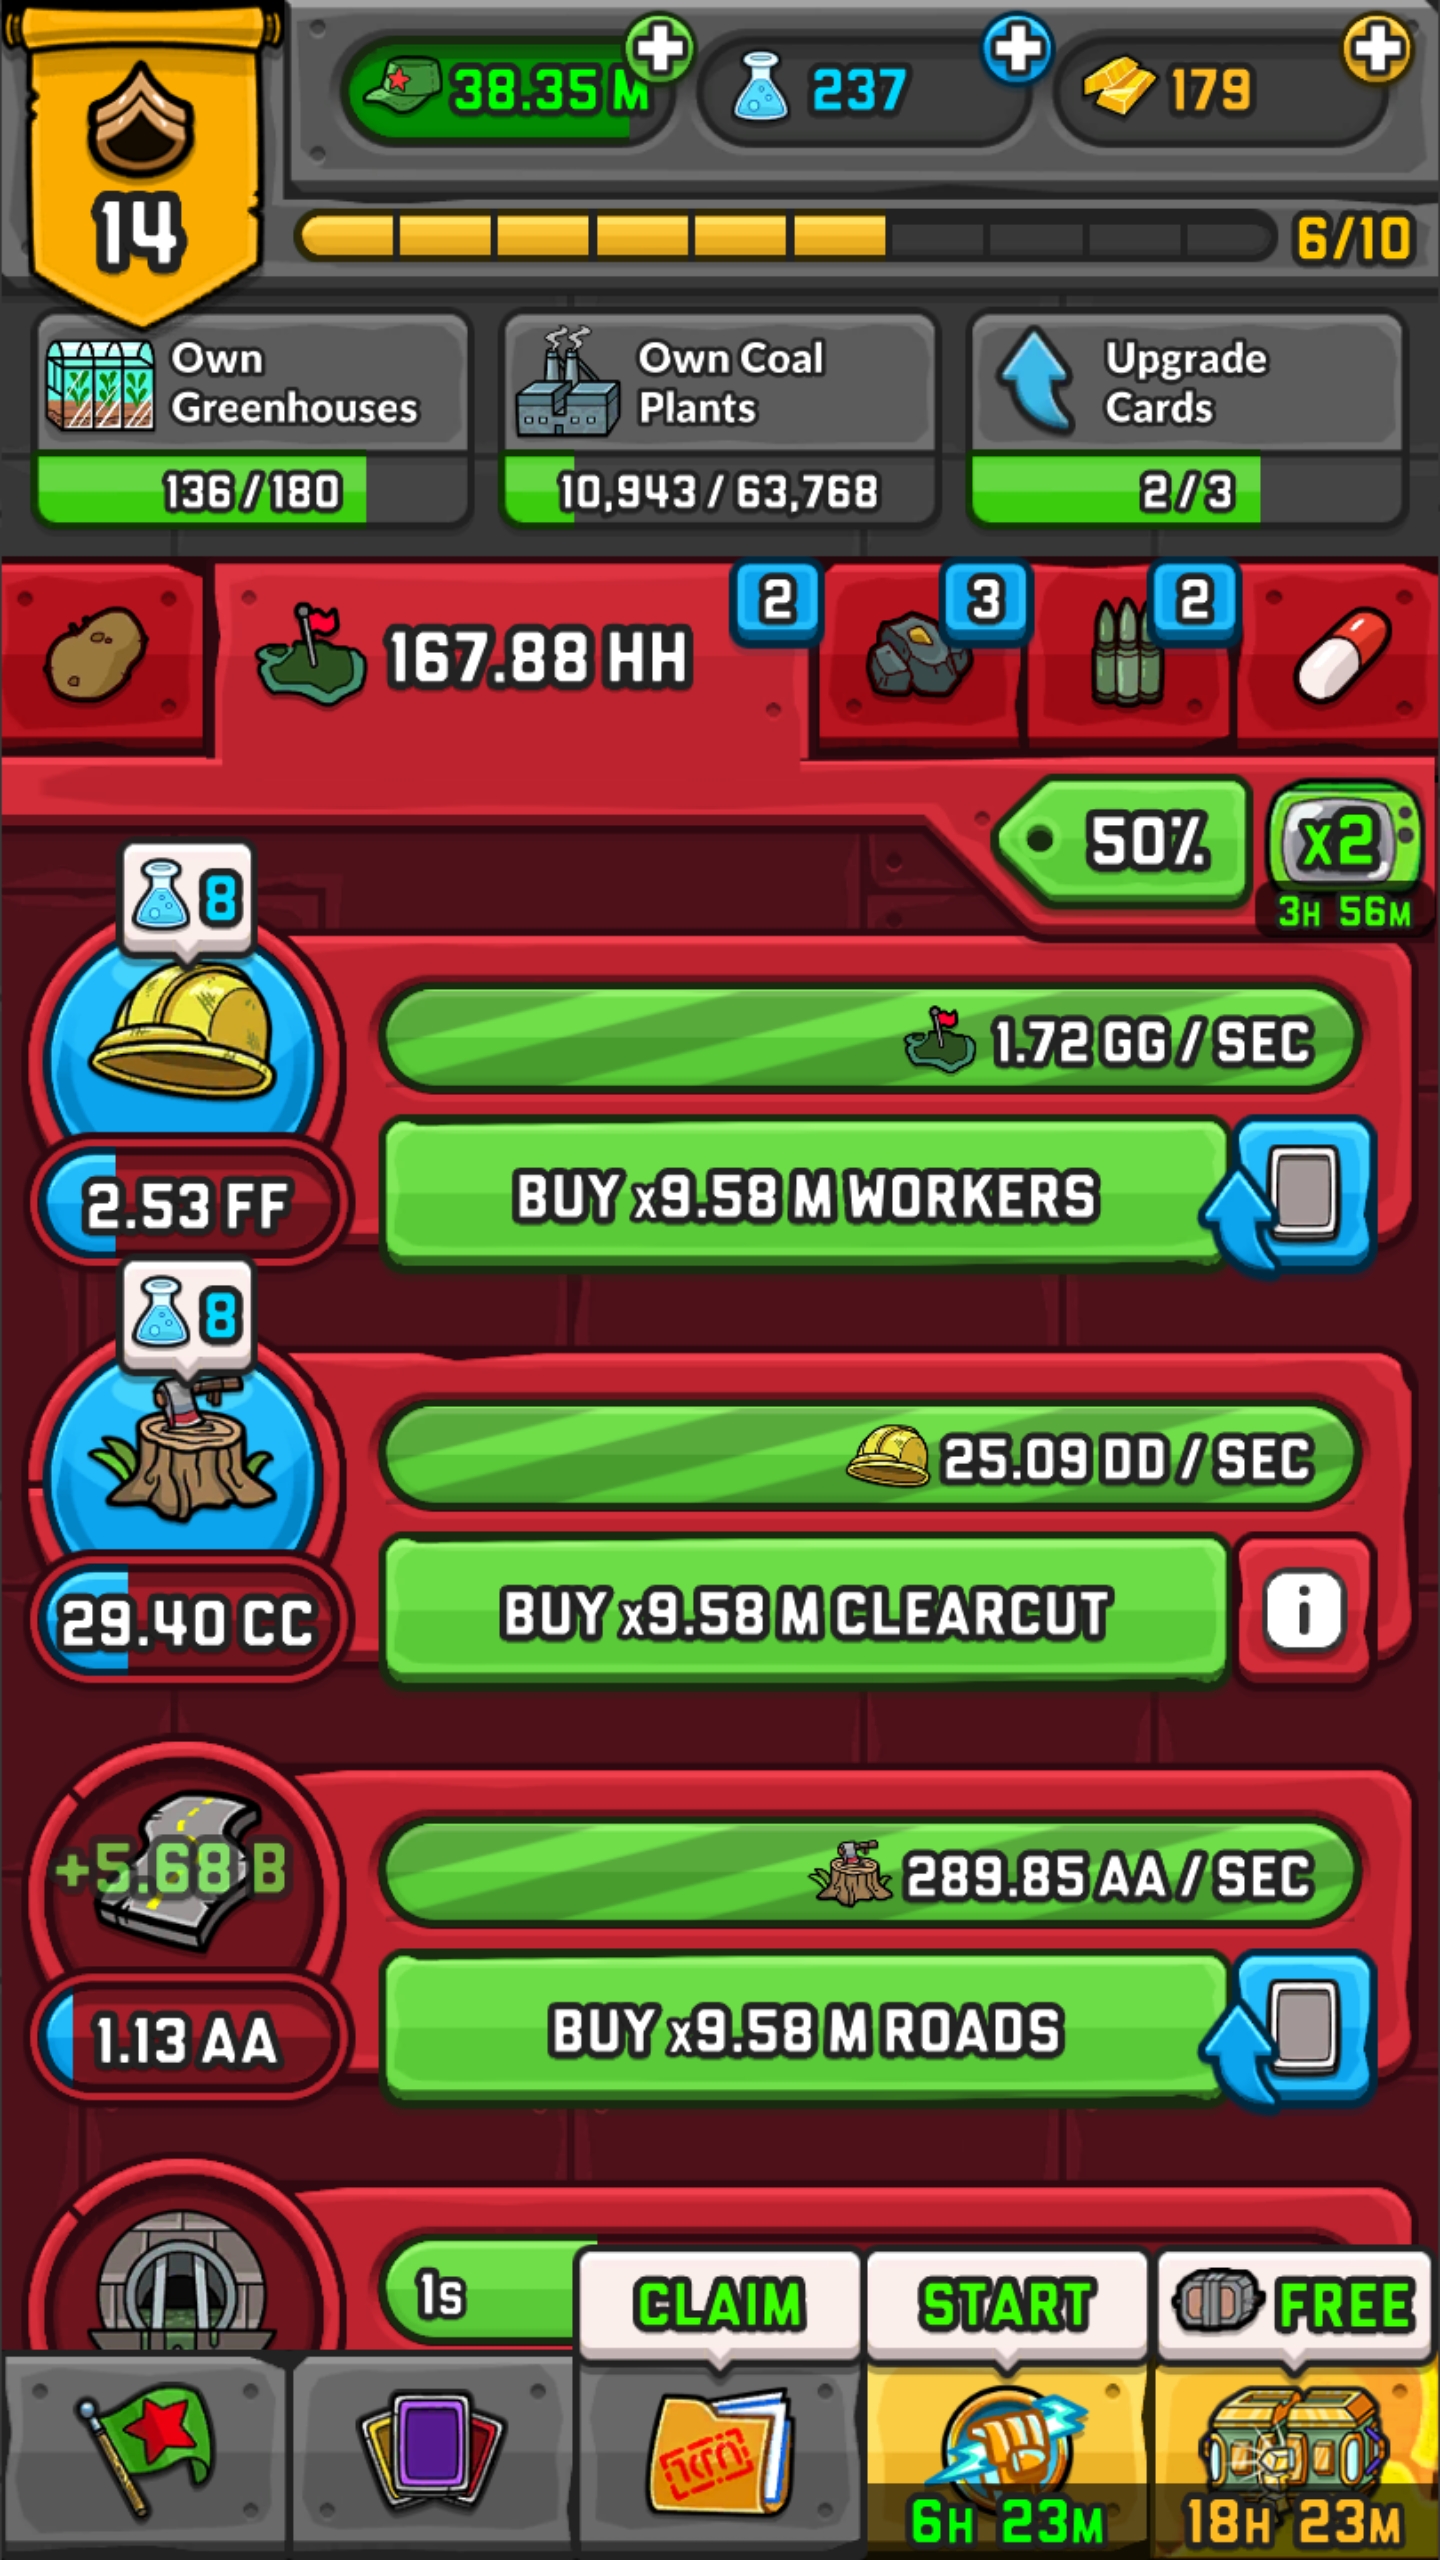 38.35 M
237
179
14
6/10
Own
Greenhouses
136 / 180
Own Coal
Plants
10,943 / 63,768
Upgrade
Cards
2 / 3
167.88 HH
2
3
2
50%
x2
3H 56M
8
1.72 GG / SEC
2.53 FF
BUY x9.58 M WORKERS
8
25.09 DD / SEC
29.40 CC
BUY x9.58 M CLEARCUT
i
+5.68 B
289.85 AA / SEC
1.13 AA
BUY x9.58 M ROADS
1s
CLAIM
START
FREE
6H 23M
18H 23M